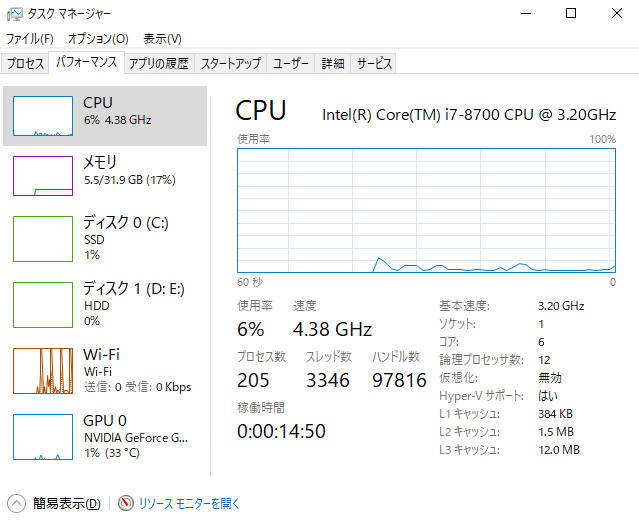 タスク マネージャー
ファイル(F) オプション(O) 表示(V)
プロセス パフォーマンス アプリの履歴 スタートアップ ユーザー 詳細 サービス
CPU
6% 4.38 GHz
メモリ
5.5/31.9 GB (17%)
ディスク 0 (C:)
SSD
1%
ディスク 1 (D: E:)
HDD
0%
Wi-Fi
Wi-Fi
送信: 0 受信: 0 Kbps
GPU 0
NVIDIA GeForce G...
1% (33 °C)
CPU Intel(R) Core(TM) i7-8700 CPU @ 3.20GHz
使用率 100%
60 秒 0
使用率 速度
6% 4.38 GHz
プロセス数 スレッド数 ハンドル数
205 3346 97816
稼働時間
0:00:14:50
基本速度: 3.20 GHz
ソケット: 1
コア: 6
論理プロセッサ数: 12
仮想化: 無効
Hyper-V サポート: はい
L1 キャッシュ: 384 KB
L2 キャッシュ: 1.5 MB
L3 キャッシュ: 12.0 MB
簡易表示(D) リソース モニターを開く